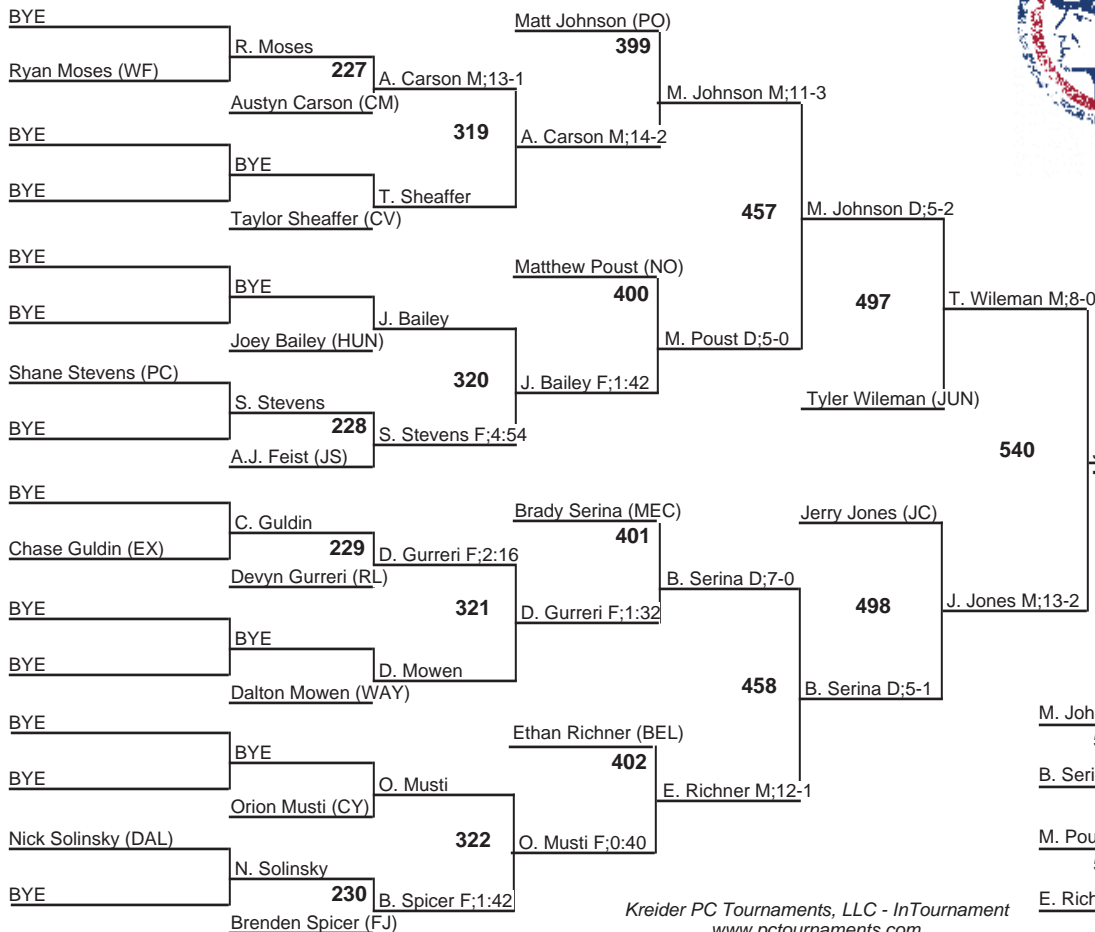 BYE
R. Moses
Ryan Moses (WF)
227
A. Carson M;13-1
Austyn Carson (CM)
319
BYE
BYE
BYE
T. Sheaffer
Taylor Sheaffer (CV)
Matt Johnson (PO)
399
A. Carson M;14-2
M. Johnson M;11-3
BYE
BYE
BYE
J. Bailey
Joey Bailey (HUN)
320
Shane Stevens (PC)
S. Stevens
BYE
228
S. Stevens F;4:54
A.J. Feist (JS)
Matthew Poust (NO)
400
J. Bailey F;1:42
M. Poust D;5-0
457
M. Johnson D;5-2
497
T. Wileman M;8-0
Tyler Wileman (JUN)
540
BYE
C. Guldin
Chase Guldin (EX)
229
D. Gurreri F;2:16
Devyn Gurreri (RL)
321
BYE
BYE
BYE
D. Mowen
Dalton Mowen (WAY)
Brady Serina (MEC)
401
D. Gurreri F;1:32
B. Serina D;7-0
BYE
BYE
BYE
O. Musti
Orion Musti (CY)
322
Nick Solinsky (DAL)
N. Solinsky
BYE
230
B. Spicer F;1:42
Brenden Spicer (FJ)
Ethan Richner (BEL)
402
O. Musti F;0:40
E. Richner M;12-1
458
B. Serina D;5-1
Jerry Jones (JC)
498
J. Jones M;13-2
M. Joh
B. Seri
M. Pou
E. Rich
Kreider PC Tournaments, LLC - InTournament
www.pctournaments.com